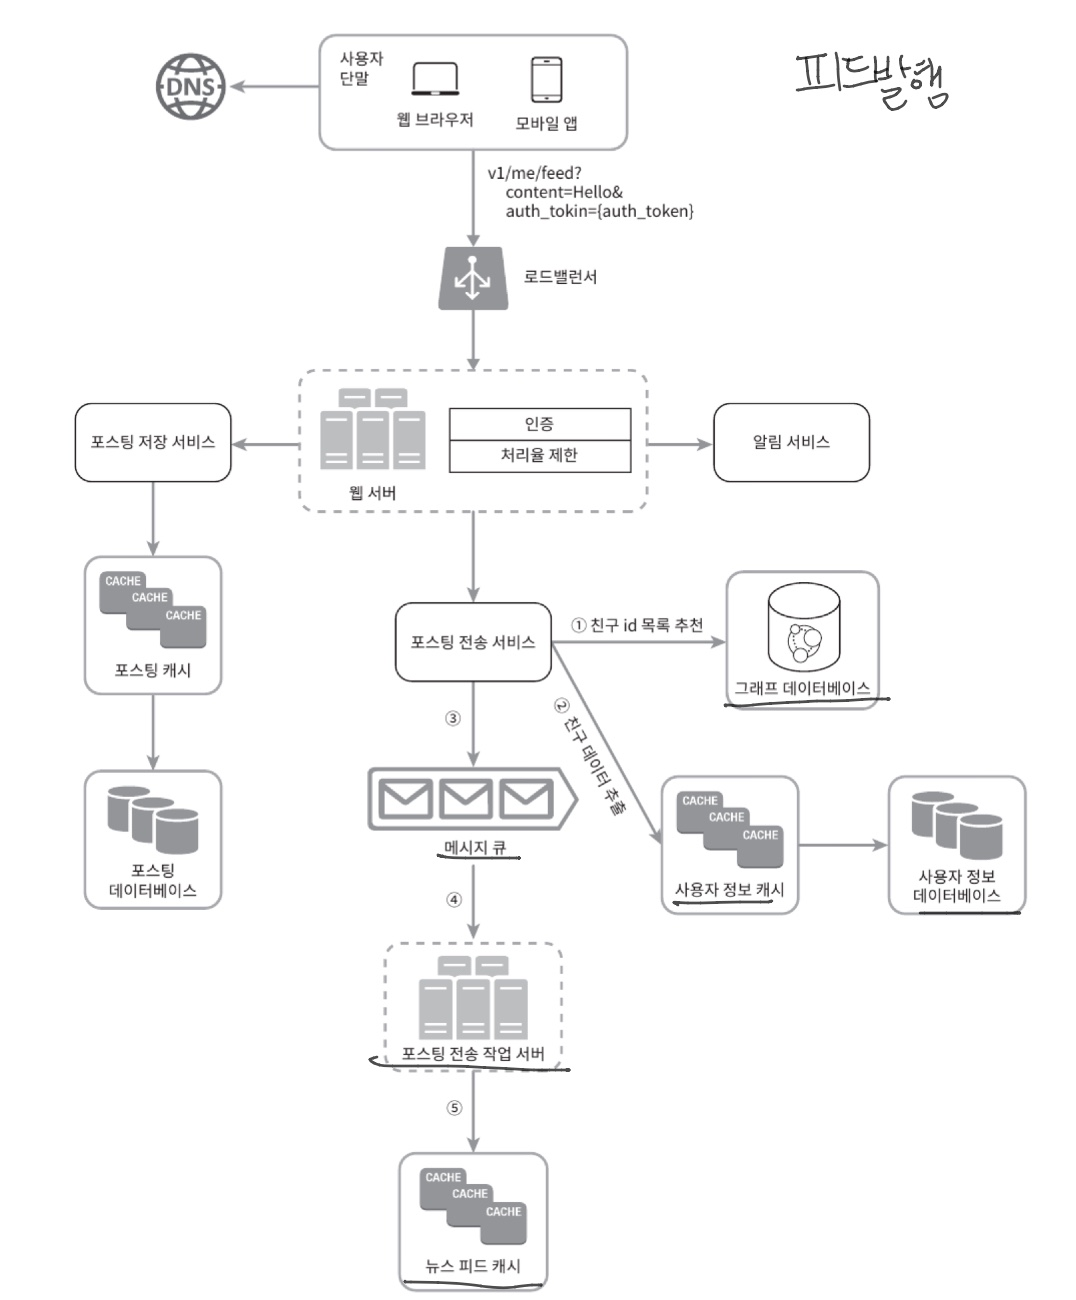 피드발행
사용자
단말
DNS
웹 브라우저
모바일 앱
v1/me/feed?
content=Hello&
auth_tokin={auth_token}
로드밸런서
포스팅 저장 서비스
인증
처리율 제한
웹 서버
알림 서비스
CACHE
CACHE
CACHE
포스팅 캐시
포스팅 전송 서비스
① 친구 id 목록 추천
그래프 데이터베이스
② 친구 데이터 추출
③
포스팅
데이터베이스
메시지 큐
CACHE
CACHE
CACHE
사용자 정보 캐시
사용자 정보
데이터베이스
④
포스팅 전송 작업 서버
⑤
CACHE
CACHE
CACHE
뉴스 피드 캐시